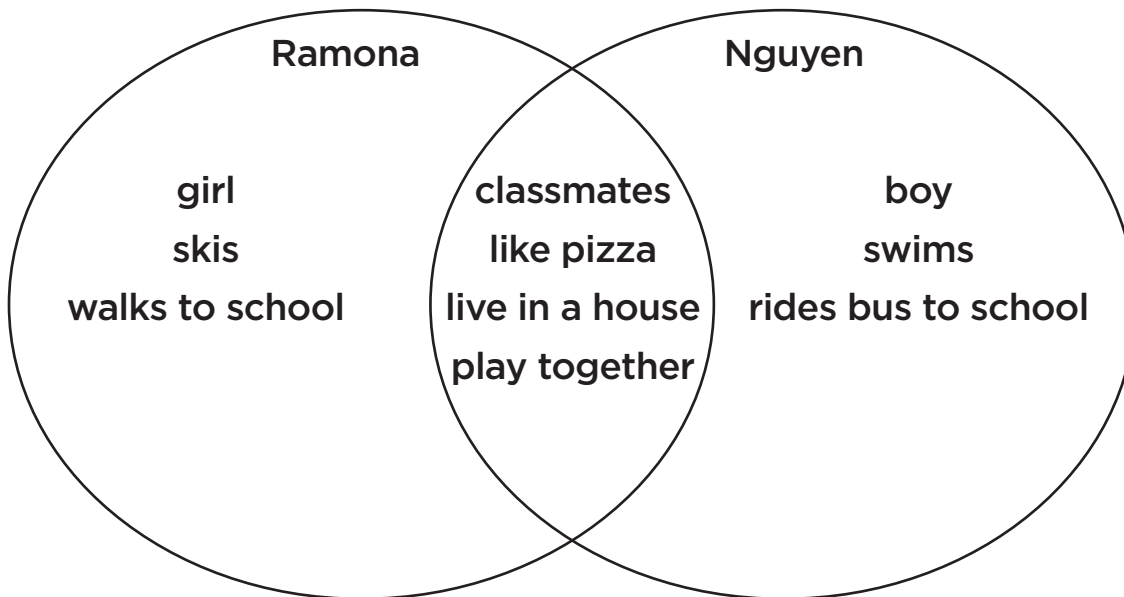 Ramona
Nguyen
girl
skis
walks to school
classmates
like pizza
live in a house
play together
boy
swims
rides bus to school